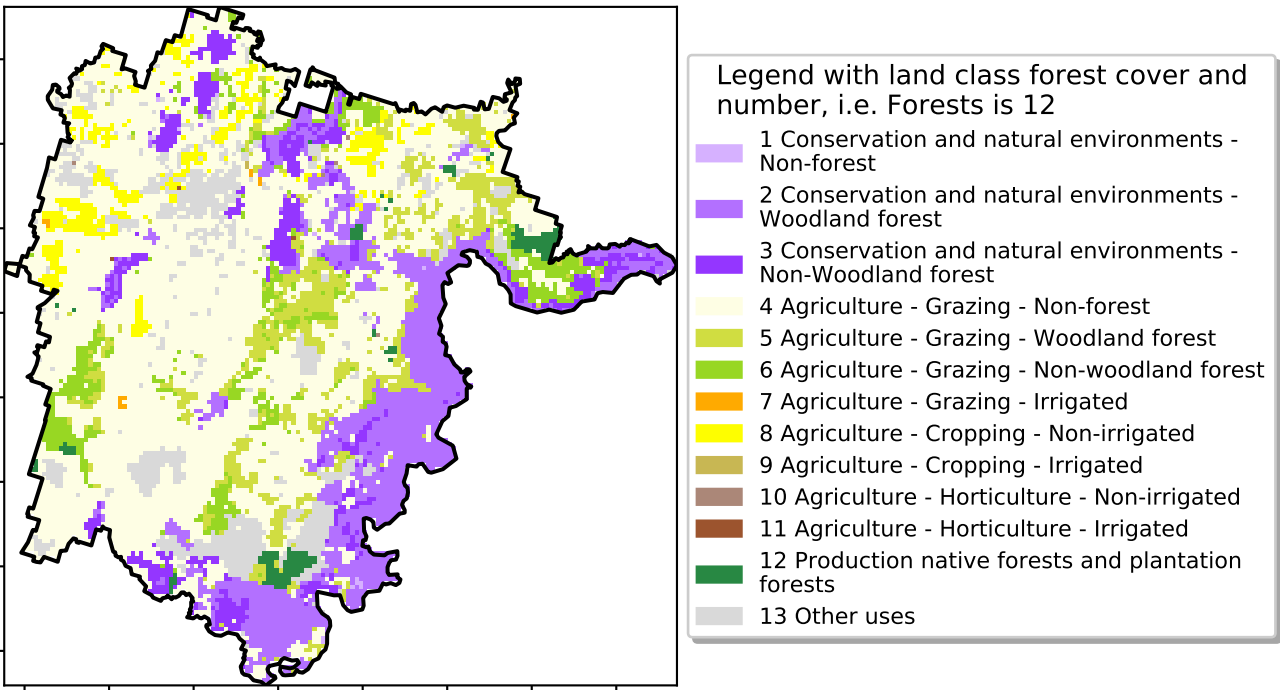 Legend with land class forest cover and
number, i.e. Forests is 12
1 Conservation and natural environments -
Non-forest
2 Conservation and natural environments -
Woodland forest
3 Conservation and natural environments -
Non-Woodland forest
4 Agriculture - Grazing - Non-forest
5 Agriculture - Grazing - Woodland forest
6 Agriculture - Grazing - Non-woodland forest
7 Agriculture - Grazing - Irrigated
8 Agriculture - Cropping - Non-irrigated
9 Agriculture - Cropping - Irrigated
10 Agriculture - Horticulture - Non-irrigated
11 Agriculture - Horticulture - Irrigated
12 Production native forests and plantation
forests
13 Other uses